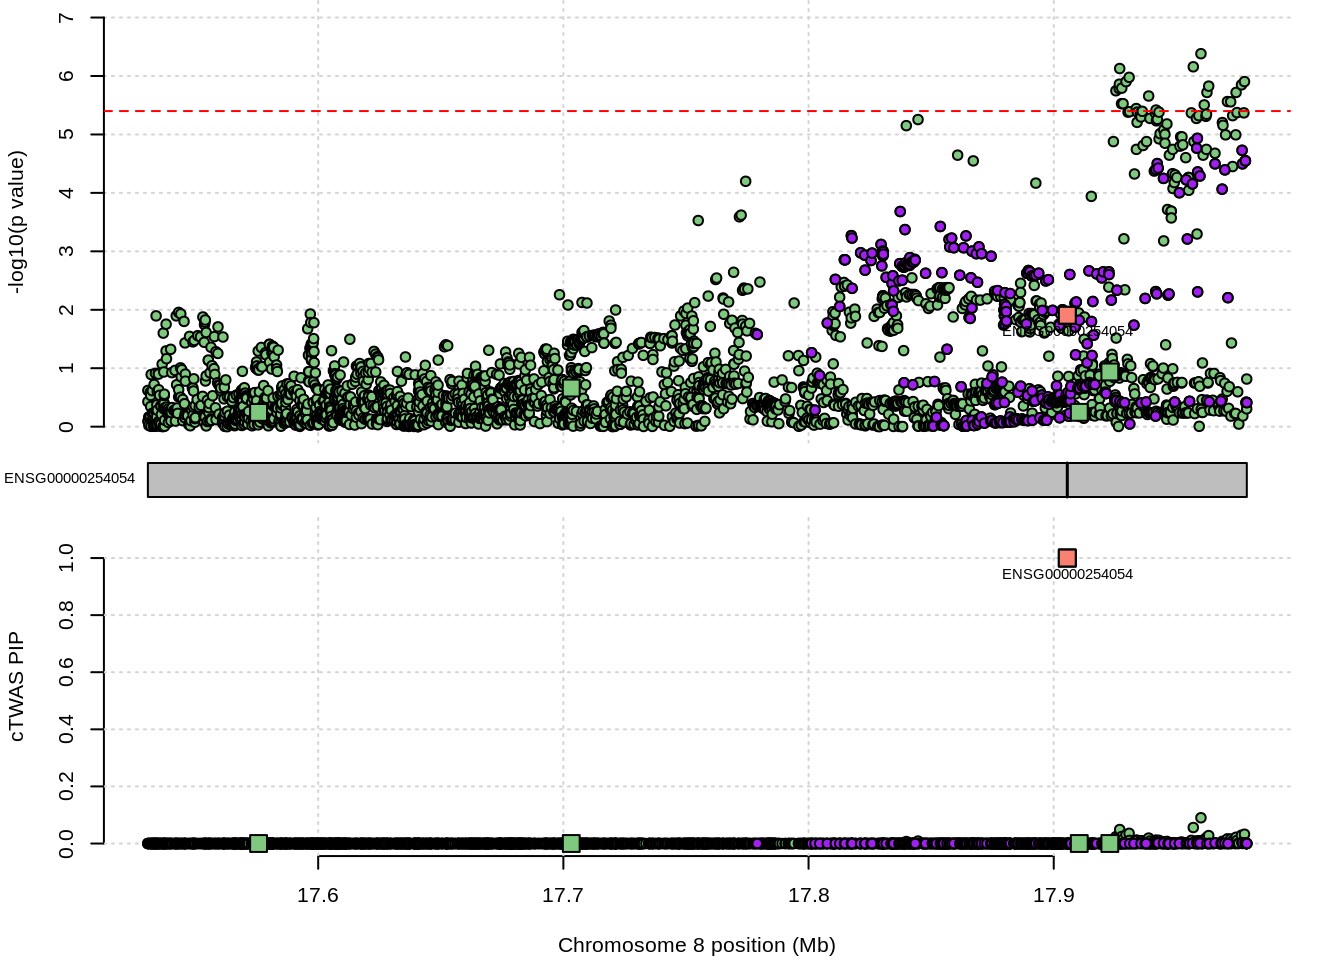 7
6
5
4
3
2
1
0
-log10(p value)
ENSG00000254054
ENSG00000254054
1.0
0.8
0.6
0.4
0.2
0.0
cTWAS PIP
ENSG00000254054
17.6 17.7 17.8 17.9
Chromosome 8 position (Mb)